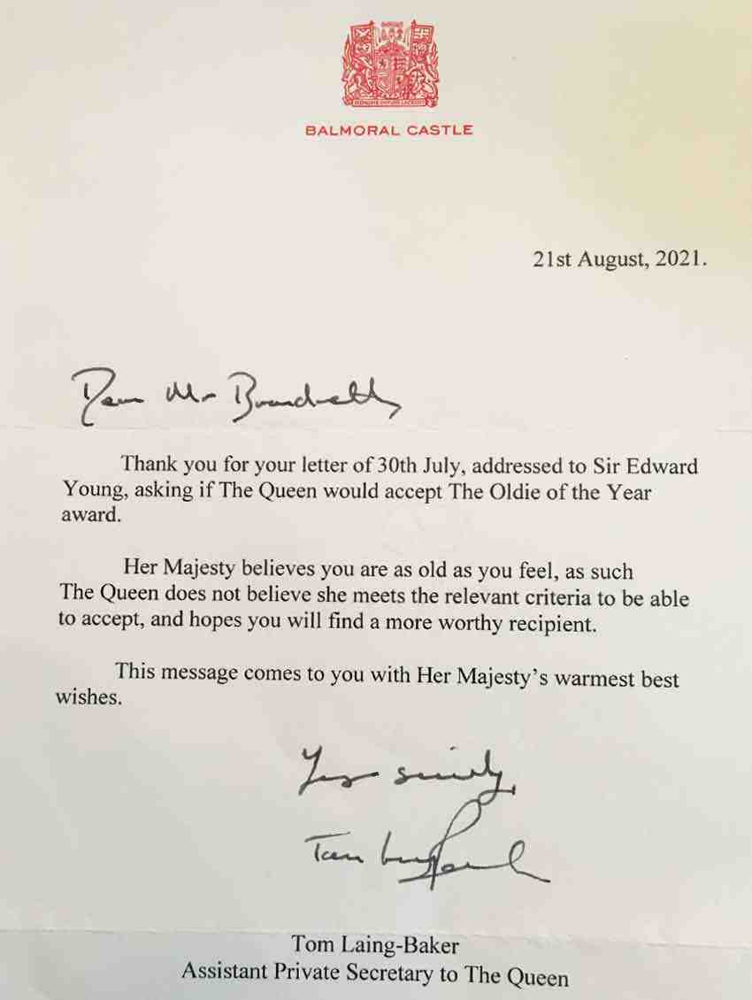 BALMORAL CASTLE
21st August, 2021.
Dear Mr Brandreth,
Thank you for your letter of 30th July, addressed to Sir Edward
Young, asking if The Queen would accept The Oldie of the Year
award.
Her Majesty believes you are as old as you feel, as such
The Queen does not believe she meets the relevant criteria to be able
to accept, and hopes you will find a more worthy recipient.
This message comes to you with Her Majesty's warmest best
wishes.
Yours sincerely,
Tom Laing-Baker
Tom Laing-Baker
Assistant Private Secretary to The Queen